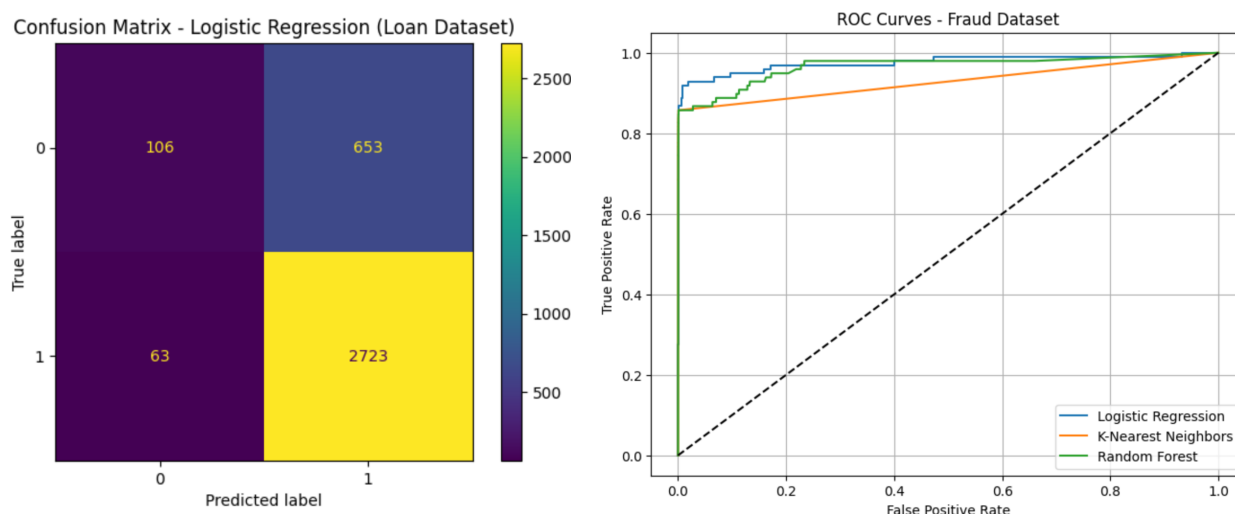 Confusion Matrix - Logistic Regression (Loan Dataset)
True label
0
1
106
653
63
2723
0
1
Predicted label
2500
2000
1500
1000
500
ROC Curves - Fraud Dataset
True Positive Rate
1.0
0.8
0.6
0.4
0.2
0.0
0.0
0.2
0.4
0.6
0.8
1.0
False Positive Rate
Logistic Regression
K-Nearest Neighbors
Random Forest